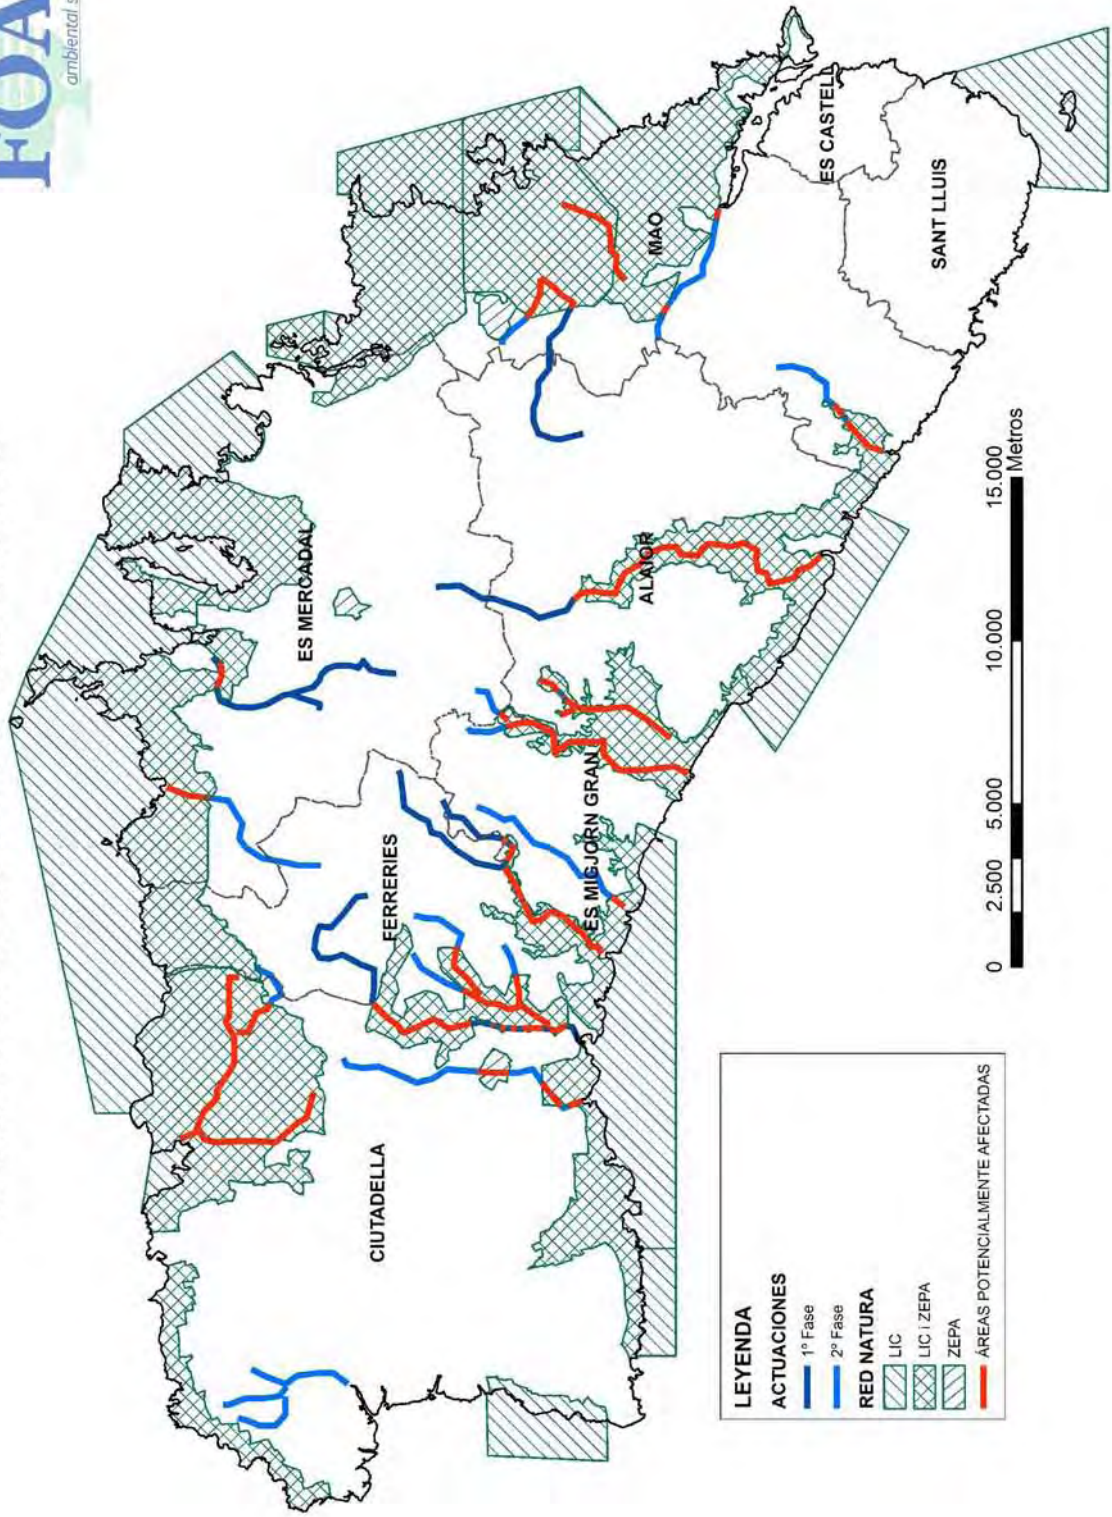 FOA
ambiental s
ES MERCADAL
MAO
ES CASTELL
SANT LLUIS
ALAIOR
FERRERIES
ES MIGJORN GRAN
CIUTADELLA
0 2.500 5.000 10.000 15.000
Metros
LEYENDA
ACTUACIONES
1º Fase
2º Fase
RED NATURA
LIC
LIC i ZEPA
ZEPA
ÁREAS POTENCIALMENTE AFECTADAS